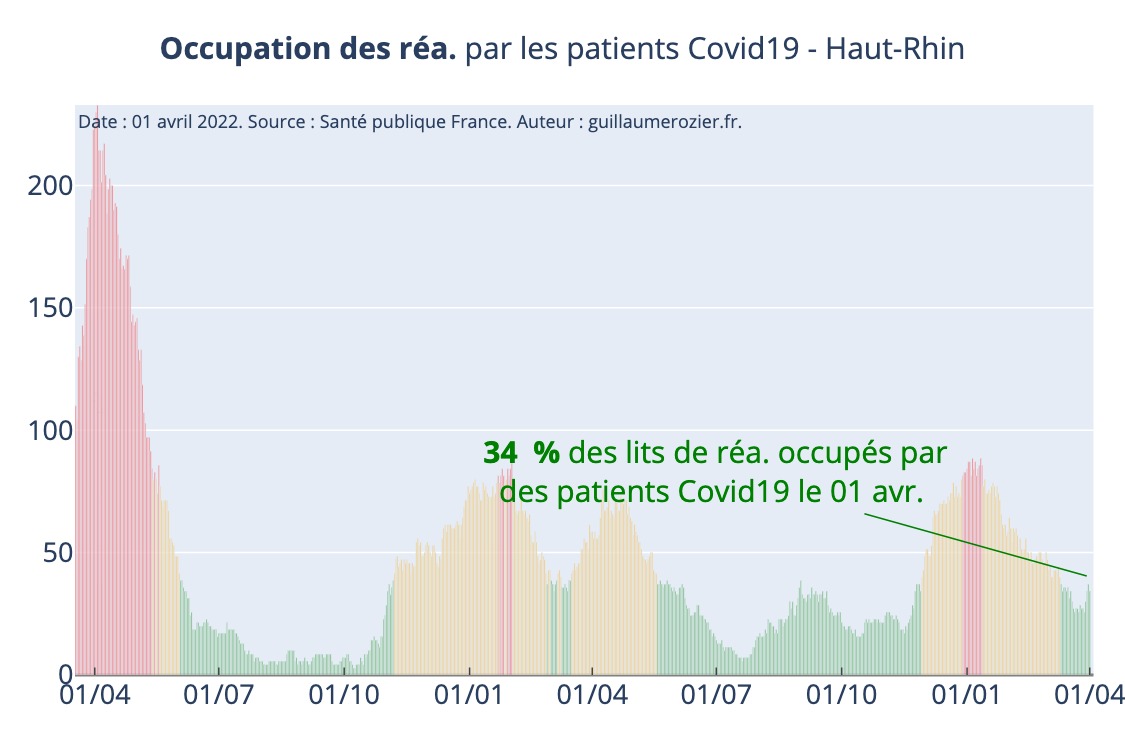 Occupation des réa. par les patients Covid19 - Haut-Rhin
Date : 01 avril 2022. Source : Santé publique France. Auteur : guillaumerozier.fr.
200
150
100
34 % des lits de réa. occupés par
des patients Covid19 le 01 avr.
50
0
01/04 01/07 01/10 01/01 01/04 01/07 01/10 01/01 01/04